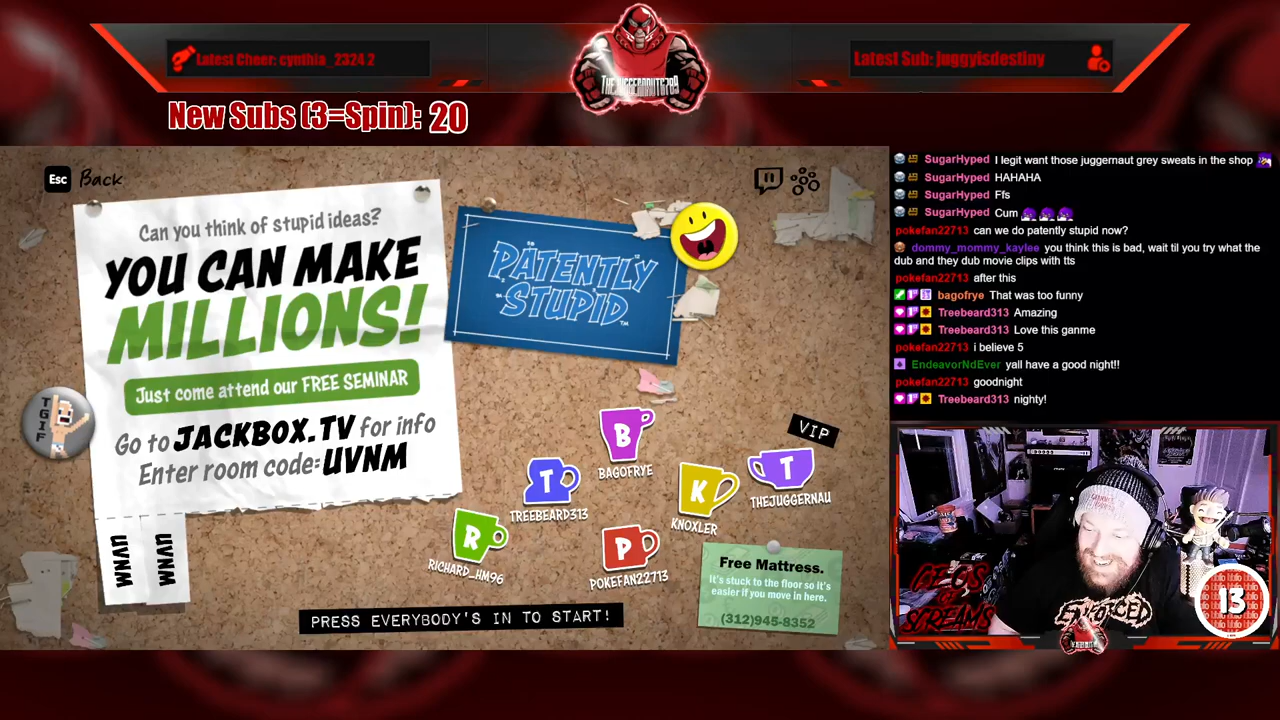 Latest Cheer: cynthia_2324 2
THEJUGGERNAUT6789
Latest Sub: juggyisdestiny
New Subs (3=Spin): 20
Esc Back
Can you think of stupid ideas?
YOU CAN MAKE
MILLIONS!
Just come attend our FREE SEMINAR
Go to JACKBOX.TV for info
Enter room code: UVNM
UVNM
UVNM
TGIF
PATENTLY
STUPID
TM
VIP
B
BAGOFRYE
T
TREEBEARD313
K
KNOXLER
T
THEJUGGERNAU
R
RICHARD_HM96
P
POKEFAN22713
Free Mattress.
It's stuck to the floor so it's
easier if you move in here.
(312)945-8352
PRESS EVERYBODY'S IN TO START!
SugarHyped I legit want those juggernaut grey sweats in the shop
SugarHyped HAHAHA
SugarHyped Ffs
SugarHyped Cum
pokefan22713 can we do patently stupid now?
dommy_mommy_kaylee you think this is bad, wait til you try what the
dub and they dub movie clips with tts
pokefan22713 after this
bagofrye That was too funny
Treebeard313 Amazing
Treebeard313 Love this ganme
pokefan22713 i believe 5
EndeavorNdEver yall have a good night!!
pokefan22713 goodnight
Treebeard313 nighty!
SCREAMS
ENFORCED
13